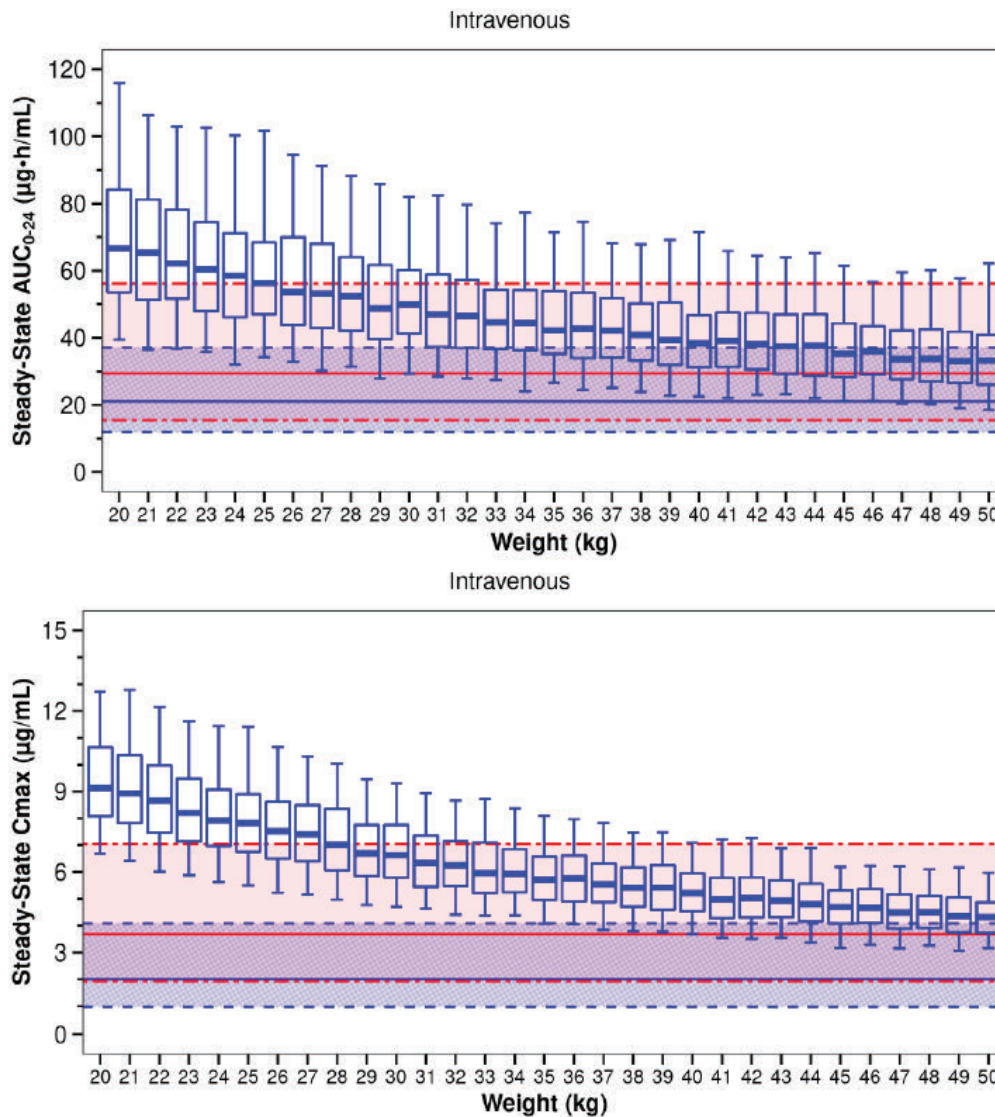 Intravenous
Steady-State AUC0-24 (µg•h/mL)
120
100
80
60
40
20
0
20 21 22 23 24 25 26 27 28 29 30 31 32 33 34 35 36 37 38 39 40 41 42 43 44 45 46 47 48 49 50
Weight (kg)
Intravenous
Steady-State Cmax (µg/mL)
15
12
9
6
3
0
20 21 22 23 24 25 26 27 28 29 30 31 32 33 34 35 36 37 38 39 40 41 42 43 44 45 46 47 48 49 50
Weight (kg)